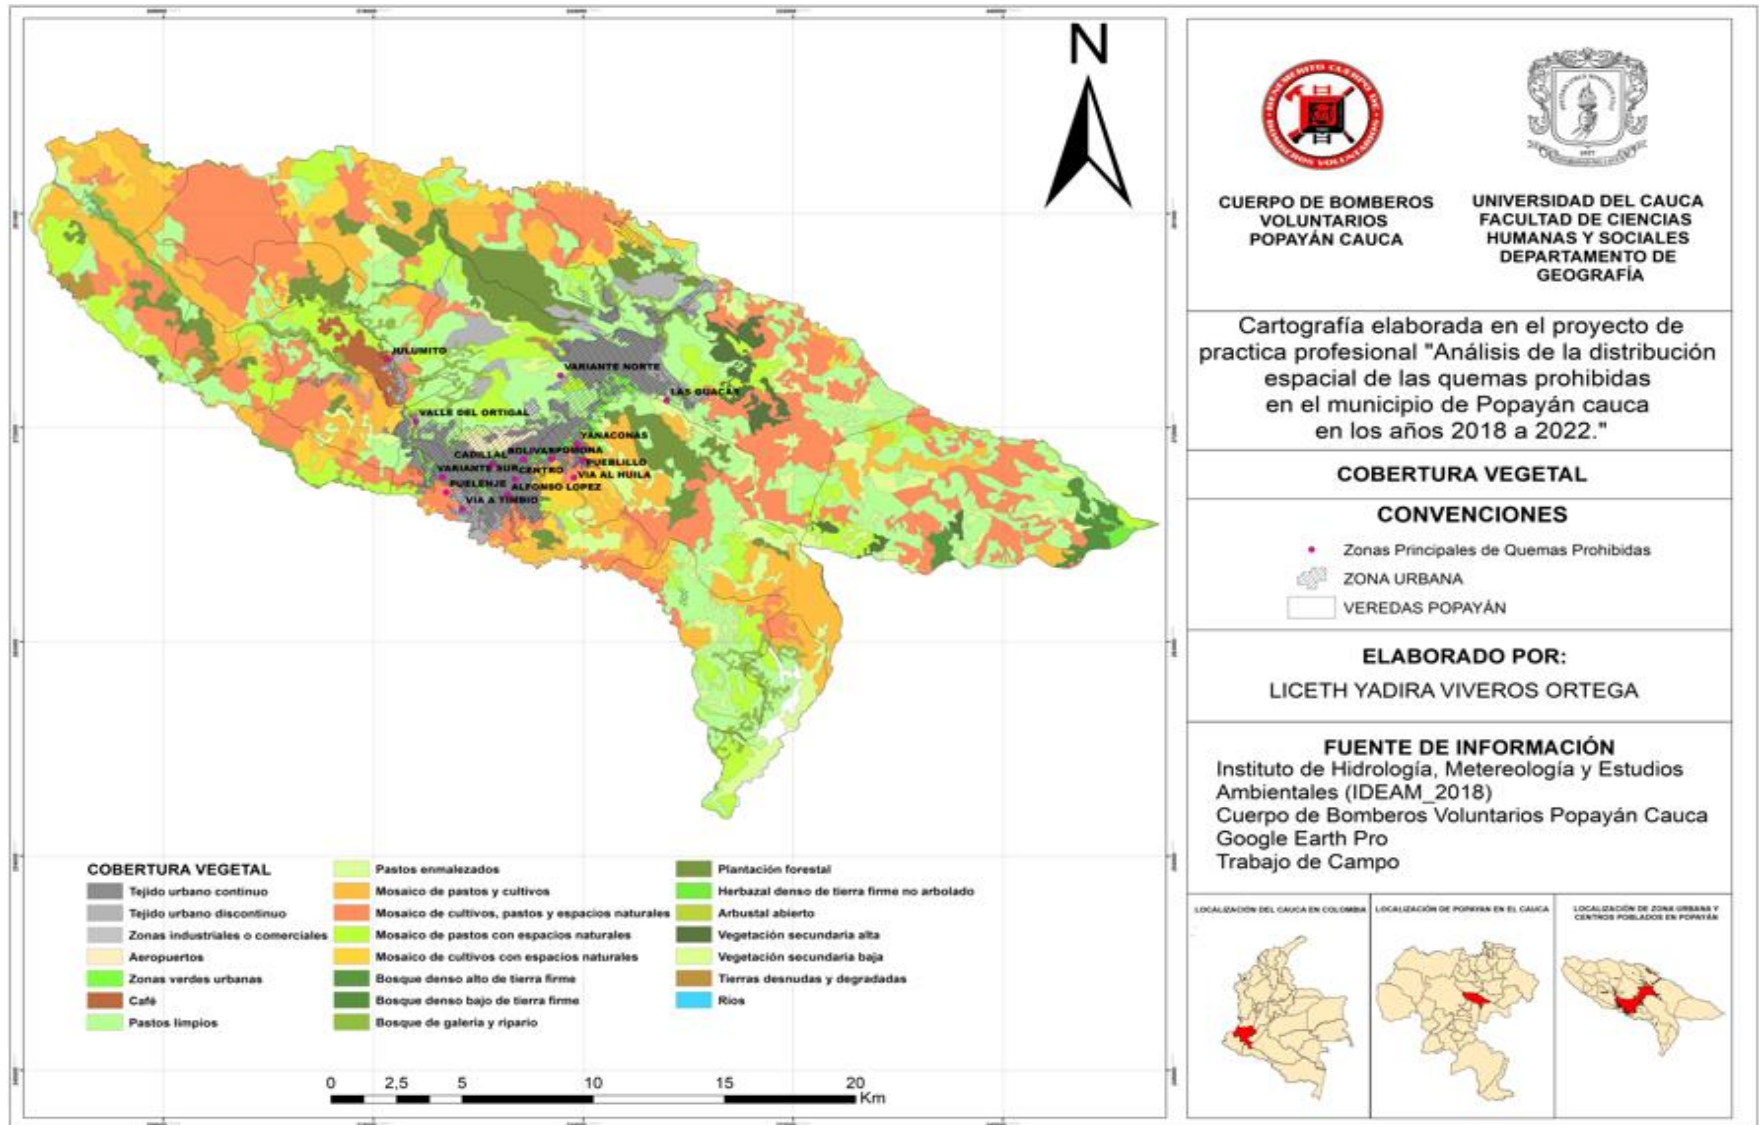 N
JULUMITO
VARIANTE NORTE
LAS GUACAS
VALLE DEL ORTIGAL
YANACONAS
CADILLAL
BOLIVAR
POMONA
PUEBLILLO
VARIANTE SUR
CENTRO
VIA AL HUILA
PUELENJE
ALFONSO LOPEZ
VIA A TIMBIO
COBERTURA VEGETAL
Tejido urbano continuo
Tejido urbano discontinuo
Zonas industriales o comerciales
Aeropuertos
Zonas verdes urbanas
Café
Pastos limpios
Pastos enmalezados
Mosaico de pastos y cultivos
Mosaico de cultivos, pastos y espacios naturales
Mosaico de pastos con espacios naturales
Mosaico de cultivos con espacios naturales
Bosque denso alto de tierra firme
Bosque denso bajo de tierra firme
Bosque de galería y ripario
Plantación forestal
Herbazal denso de tierra firme no arbolado
Arbustal abierto
Vegetación secundaria alta
Vegetación secundaria baja
Tierras desnudas y degradadas
Ríos
0 2,5 5 10 15 20
Km
BENEMÉRITO CUERPO DE
BOMBEROS VOLUNTARIOS
CUERPO DE BOMBEROS
VOLUNTARIOS
POPAYÁN CAUCA
UNIVERSIDAD DEL CAUCA
FACULTAD DE CIENCIAS
HUMANAS Y SOCIALES
DEPARTAMENTO DE
GEOGRAFÍA
Cartografía elaborada en el proyecto de
practica profesional "Análisis de la distribución
espacial de las quemas prohibidas
en el municipio de Popayán cauca
en los años 2018 a 2022."
COBERTURA VEGETAL
CONVENCIONES
Zonas Principales de Quemas Prohibidas
ZONA URBANA
VEREDAS POPAYÁN
ELABORADO POR:
LICETH YADIRA VIVEROS ORTEGA
FUENTE DE INFORMACIÓN
Instituto de Hidrología, Metereología y Estudios
Ambientales (IDEAM_2018)
Cuerpo de Bomberos Voluntarios Popayán Cauca
Google Earth Pro
Trabajo de Campo
LOCALIZACIÓN DEL CAUCA EN COLOMBIA
LOCALIZACIÓN DE POPAYAN EN EL CAUCA
LOCALIZACIÓN DE ZONA URBANA Y
CENTROS POBLADOS EN POPAYÁN